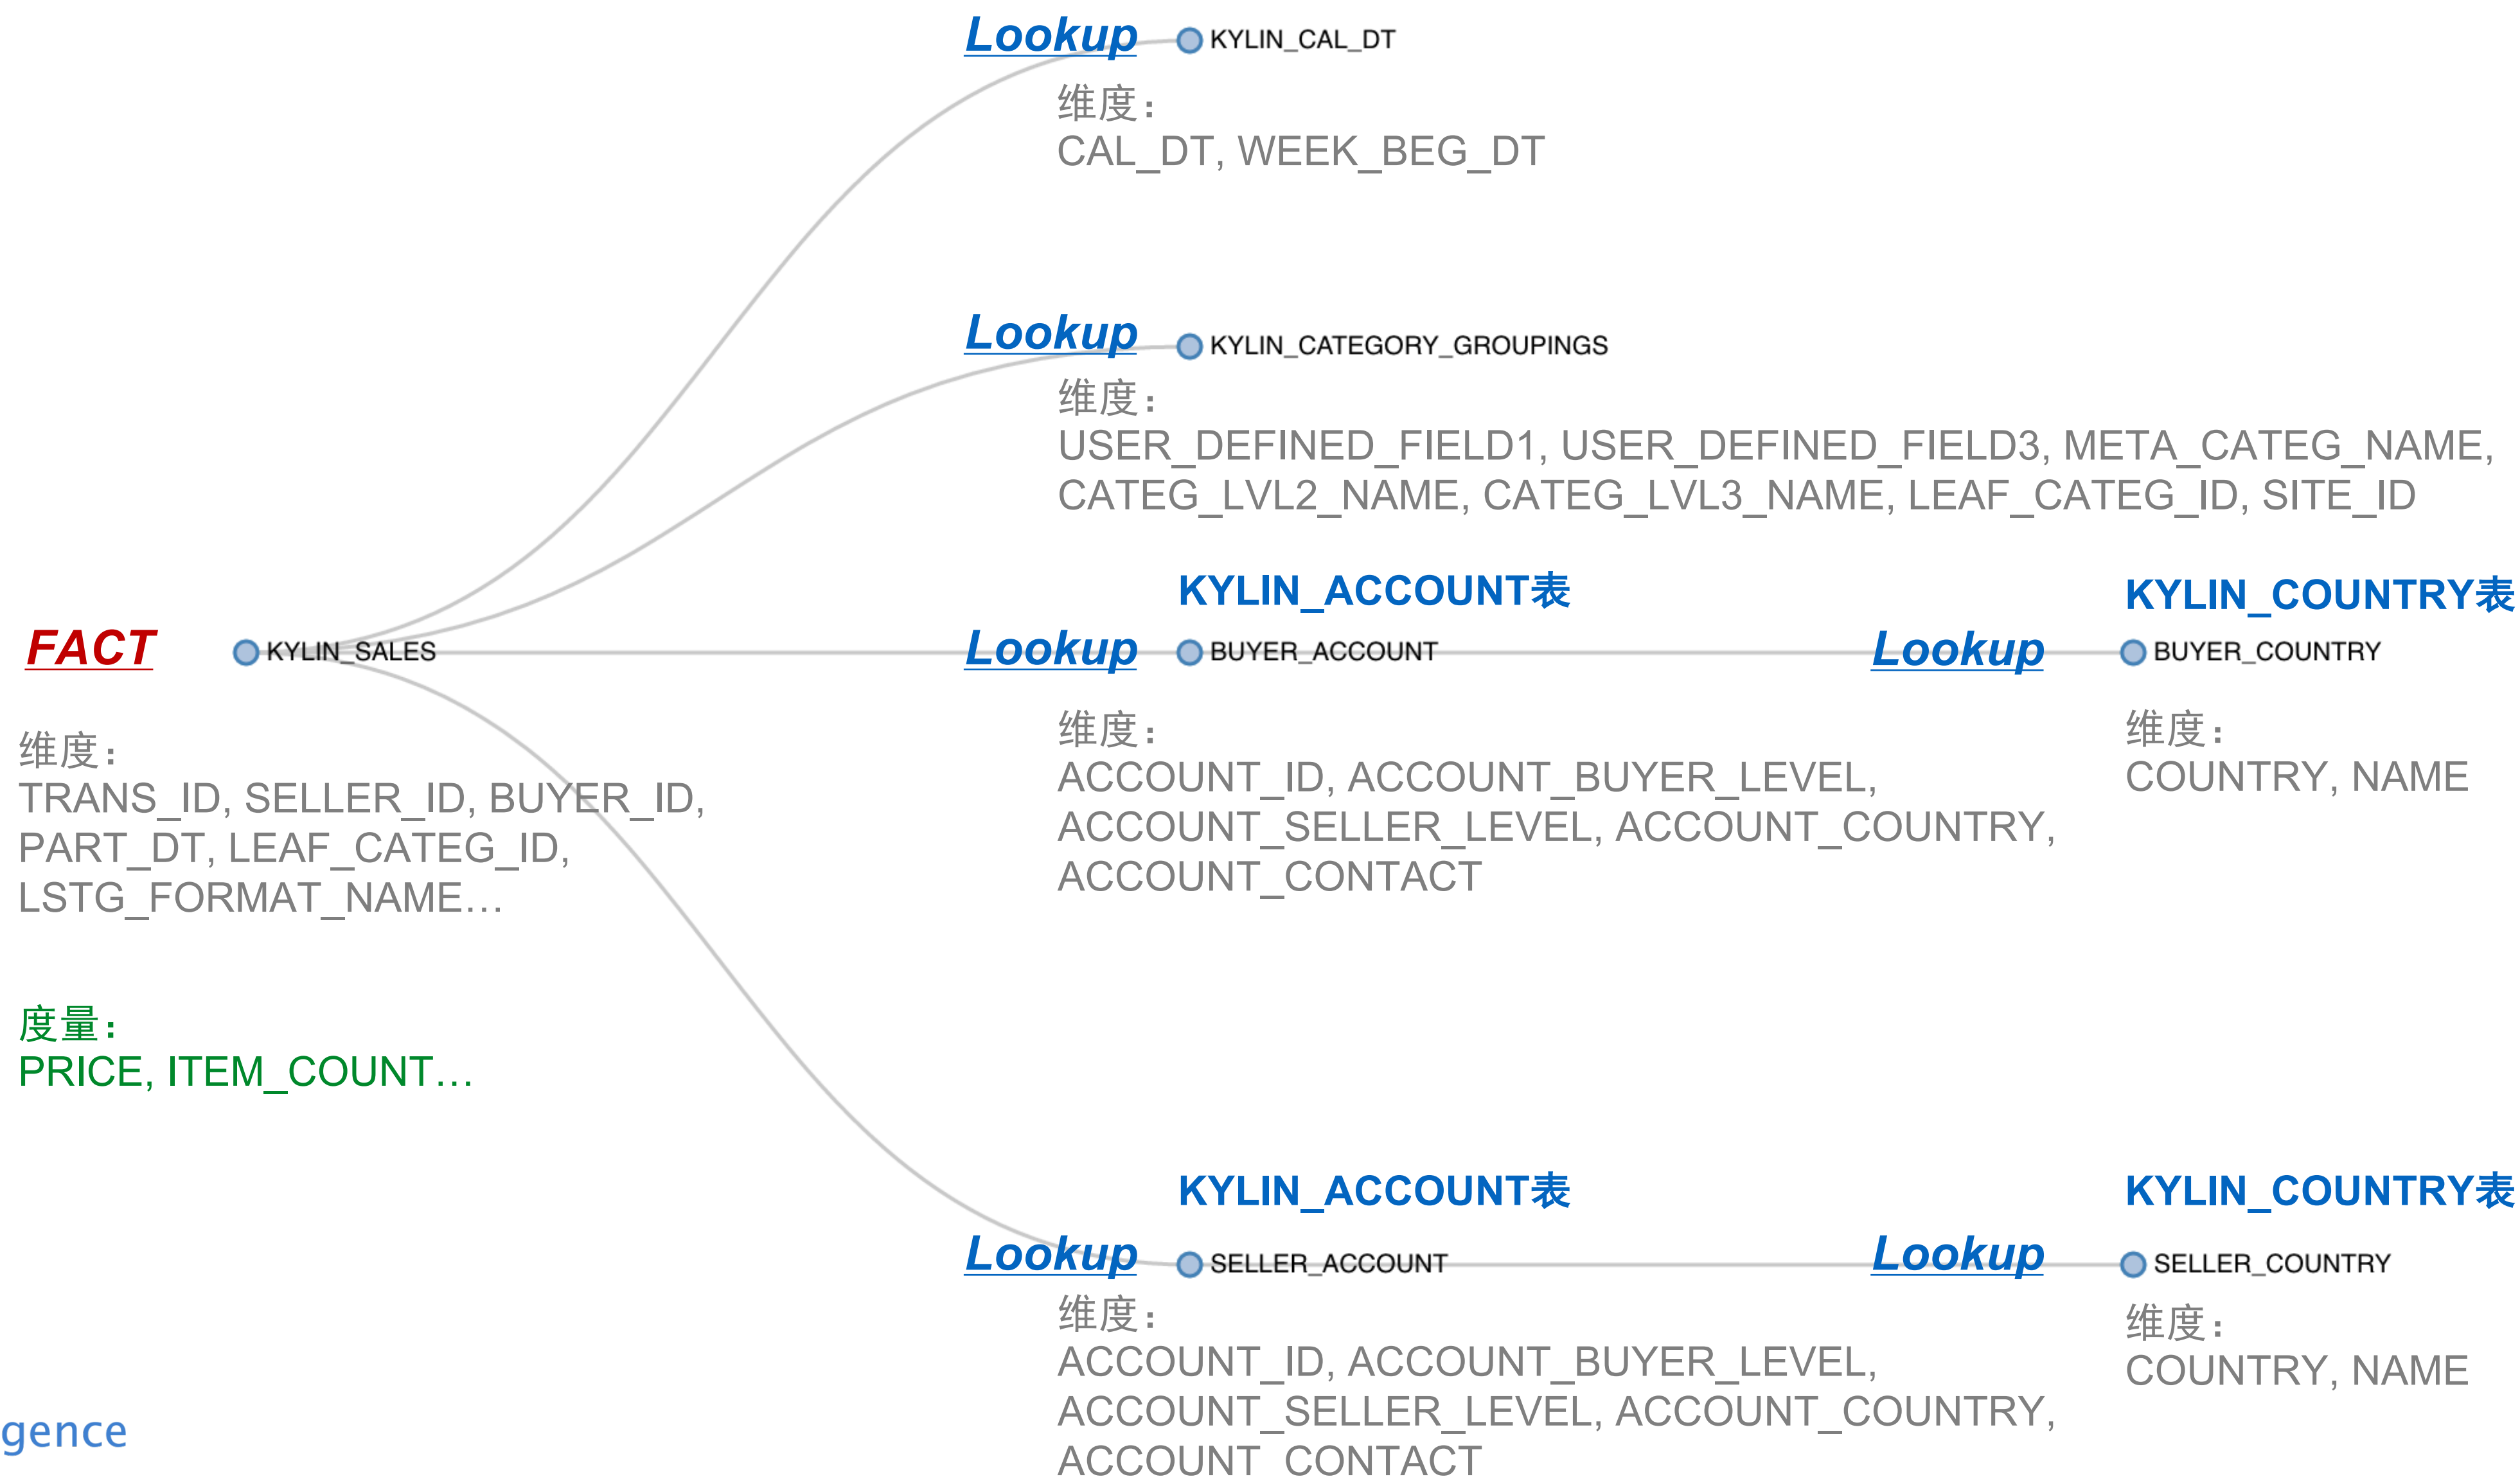 Lookup KYLIN_CAL_DT
维度：
CAL_DT, WEEK_BEG_DT
Lookup KYLIN_CATEGORY_GROUPINGS
维度：
USER_DEFINED_FIELD1, USER_DEFINED_FIELD3, META_CATEG_NAME,
CATEG_LVL2_NAME, CATEG_LVL3_NAME, LEAF_CATEG_ID, SITE_ID
FACT KYLIN_SALES
维度：
TRANS_ID, SELLER_ID, BUYER_ID,
PART_DT, LEAF_CATEG_ID,
LSTG_FORMAT_NAME…
度量：
PRICE, ITEM_COUNT…
KYLIN_ACCOUNT表
Lookup BUYER_ACCOUNT
维度：
ACCOUNT_ID, ACCOUNT_BUYER_LEVEL,
ACCOUNT_SELLER_LEVEL, ACCOUNT_COUNTRY,
ACCOUNT_CONTACT
KYLIN_COUNTRY表
Lookup BUYER_COUNTRY
维度：
COUNTRY, NAME
KYLIN_ACCOUNT表
Lookup SELLER_ACCOUNT
维度：
ACCOUNT_ID, ACCOUNT_BUYER_LEVEL,
ACCOUNT_SELLER_LEVEL, ACCOUNT_COUNTRY,
ACCOUNT_CONTACT
KYLIN_COUNTRY表
Lookup SELLER_COUNTRY
维度：
COUNTRY, NAME
gence